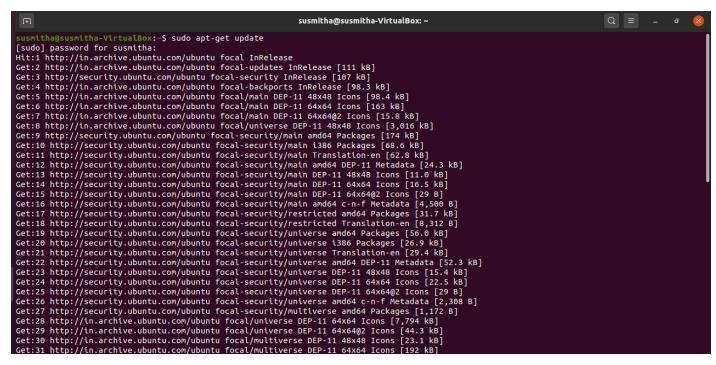 susmitha@susmitha-VirtualBox: ~
susmitha@susmitha-VirtualBox:~$ sudo apt-get update
[sudo] password for susmitha:
Hit:1 http://in.archive.ubuntu.com/ubuntu focal InRelease
Get:2 http://in.archive.ubuntu.com/ubuntu focal-updates InRelease [111 kB]
Get:3 http://security.ubuntu.com/ubuntu focal-security InRelease [107 kB]
Get:4 http://in.archive.ubuntu.com/ubuntu focal-backports InRelease [98.3 kB]
Get:5 http://in.archive.ubuntu.com/ubuntu focal/main DEP-11 48x48 Icons [98.4 kB]
Get:6 http://in.archive.ubuntu.com/ubuntu focal/main DEP-11 64x64 Icons [163 kB]
Get:7 http://in.archive.ubuntu.com/ubuntu focal/main DEP-11 64x64@2 Icons [15.8 kB]
Get:8 http://in.archive.ubuntu.com/ubuntu focal/universe DEP-11 48x48 Icons [3,016 kB]
Get:9 http://security.ubuntu.com/ubuntu focal-security/main amd64 Packages [174 kB]
Get:10 http://security.ubuntu.com/ubuntu focal-security/main i386 Packages [68.6 kB]
Get:11 http://security.ubuntu.com/ubuntu focal-security/main Translation-en [62.8 kB]
Get:12 http://security.ubuntu.com/ubuntu focal-security/main amd64 DEP-11 Metadata [24.3 kB]
Get:13 http://security.ubuntu.com/ubuntu focal-security/main DEP-11 48x48 Icons [11.0 kB]
Get:14 http://security.ubuntu.com/ubuntu focal-security/main DEP-11 64x64 Icons [16.5 kB]
Get:15 http://security.ubuntu.com/ubuntu focal-security/main DEP-11 64x64@2 Icons [29 B]
Get:16 http://security.ubuntu.com/ubuntu focal-security/main amd64 c-n-f Metadata [4,500 B]
Get:17 http://security.ubuntu.com/ubuntu focal-security/restricted amd64 Packages [31.7 kB]
Get:18 http://security.ubuntu.com/ubuntu focal-security/restricted Translation-en [8,312 B]
Get:19 http://security.ubuntu.com/ubuntu focal-security/universe amd64 Packages [56.0 kB]
Get:20 http://security.ubuntu.com/ubuntu focal-security/universe i386 Packages [26.9 kB]
Get:21 http://security.ubuntu.com/ubuntu focal-security/universe Translation-en [29.4 kB]
Get:22 http://security.ubuntu.com/ubuntu focal-security/universe amd64 DEP-11 Metadata [52.3 kB]
Get:23 http://security.ubuntu.com/ubuntu focal-security/universe DEP-11 48x48 Icons [15.4 kB]
Get:24 http://security.ubuntu.com/ubuntu focal-security/universe DEP-11 64x64 Icons [22.5 kB]
Get:25 http://security.ubuntu.com/ubuntu focal-security/universe DEP-11 64x64@2 Icons [29 B]
Get:26 http://security.ubuntu.com/ubuntu focal-security/universe amd64 c-n-f Metadata [2,308 B]
Get:27 http://security.ubuntu.com/ubuntu focal-security/multiverse amd64 Packages [1,172 B]
Get:28 http://in.archive.ubuntu.com/ubuntu focal/universe DEP-11 64x64 Icons [7,794 kB]
Get:29 http://in.archive.ubuntu.com/ubuntu focal/universe DEP-11 64x64@2 Icons [44.3 kB]
Get:30 http://in.archive.ubuntu.com/ubuntu focal/multiverse DEP-11 48x48 Icons [23.1 kB]
Get:31 http://in.archive.ubuntu.com/ubuntu focal/multiverse DEP-11 64x64 Icons [192 kB]